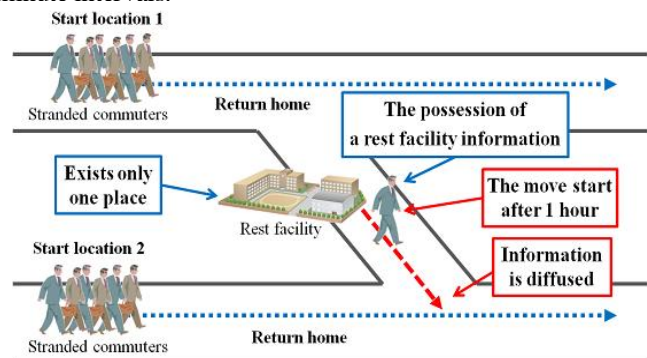 Start location 1
Stranded commuters
Return home
The possession of
a rest facility information
Exists only
one place
Rest facility
The move start
after 1 hour
Start location 2
Information
is diffused
Stranded commuters
Return home